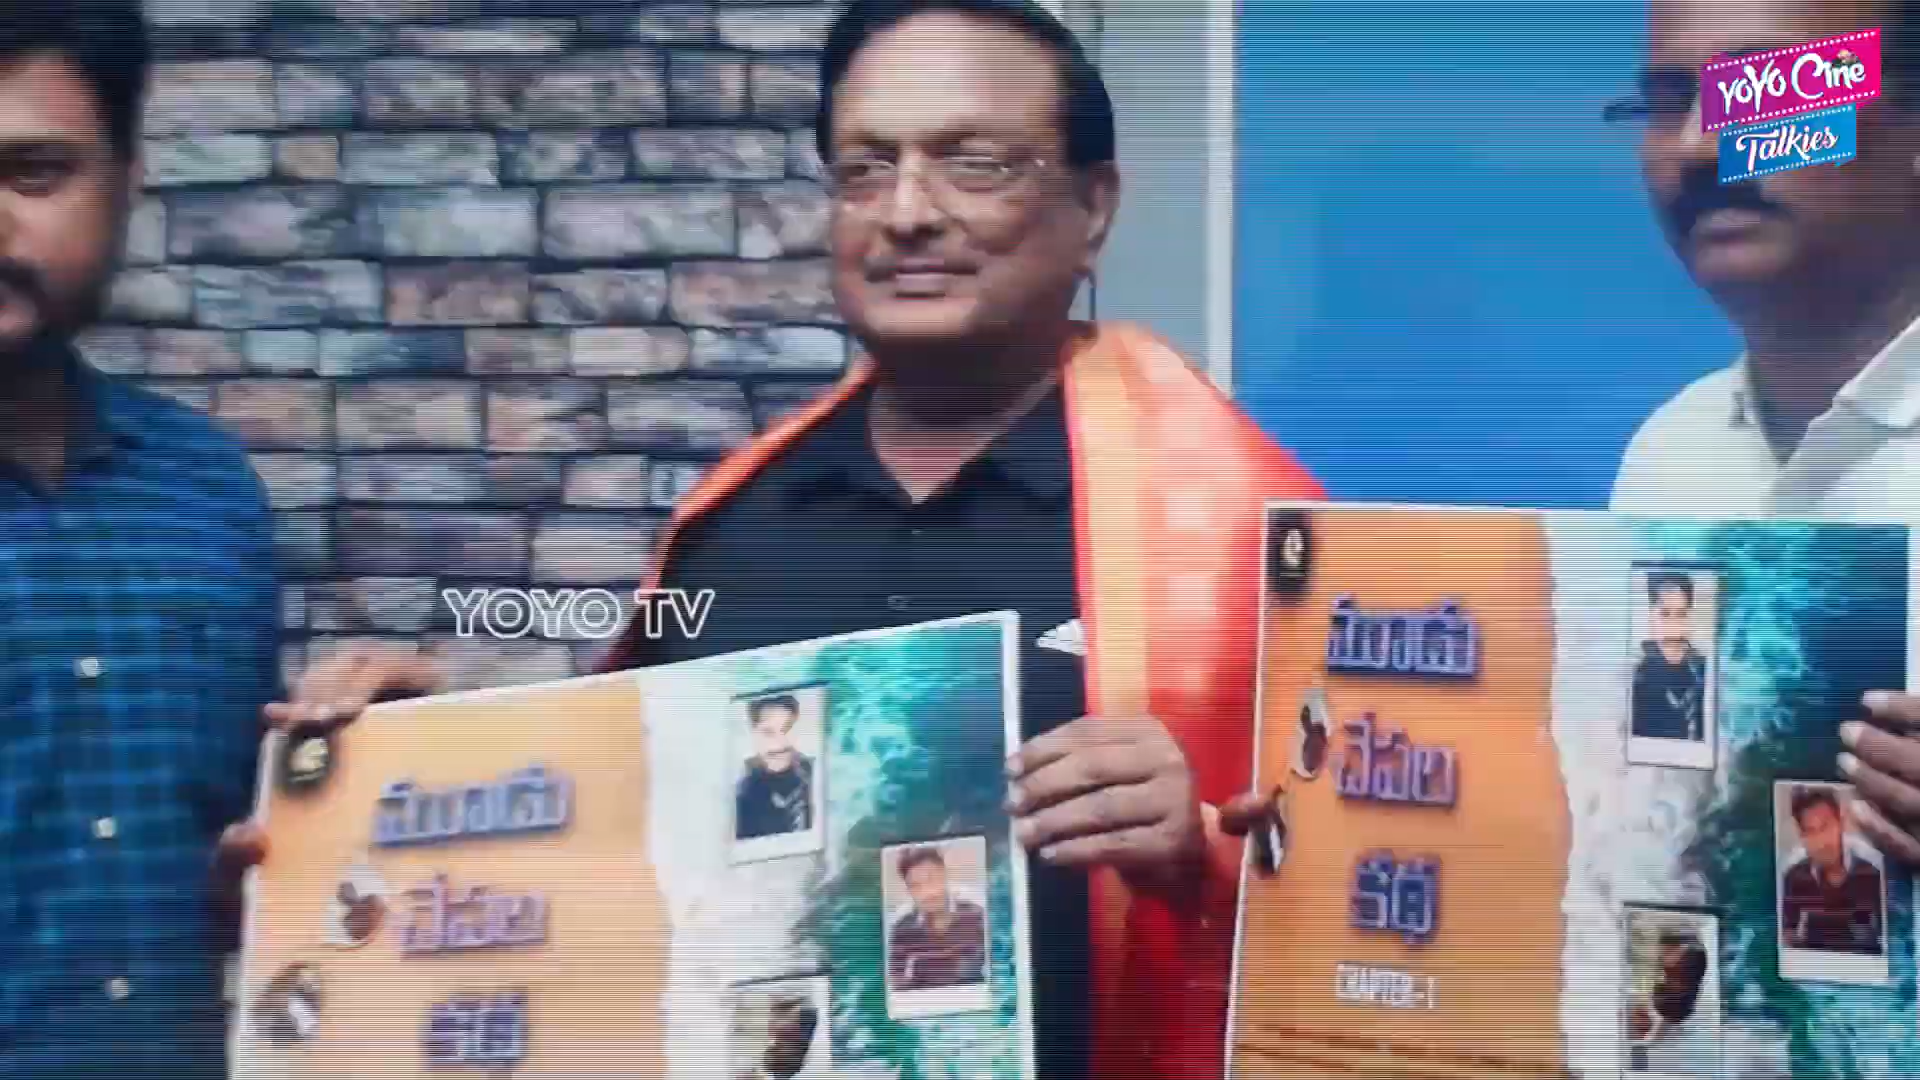 YOYO Cine
Talkies
YOYO TV
మూడు
చేపలు
కథ
మూడు
చేపలు
కథ
CHAPTER-1